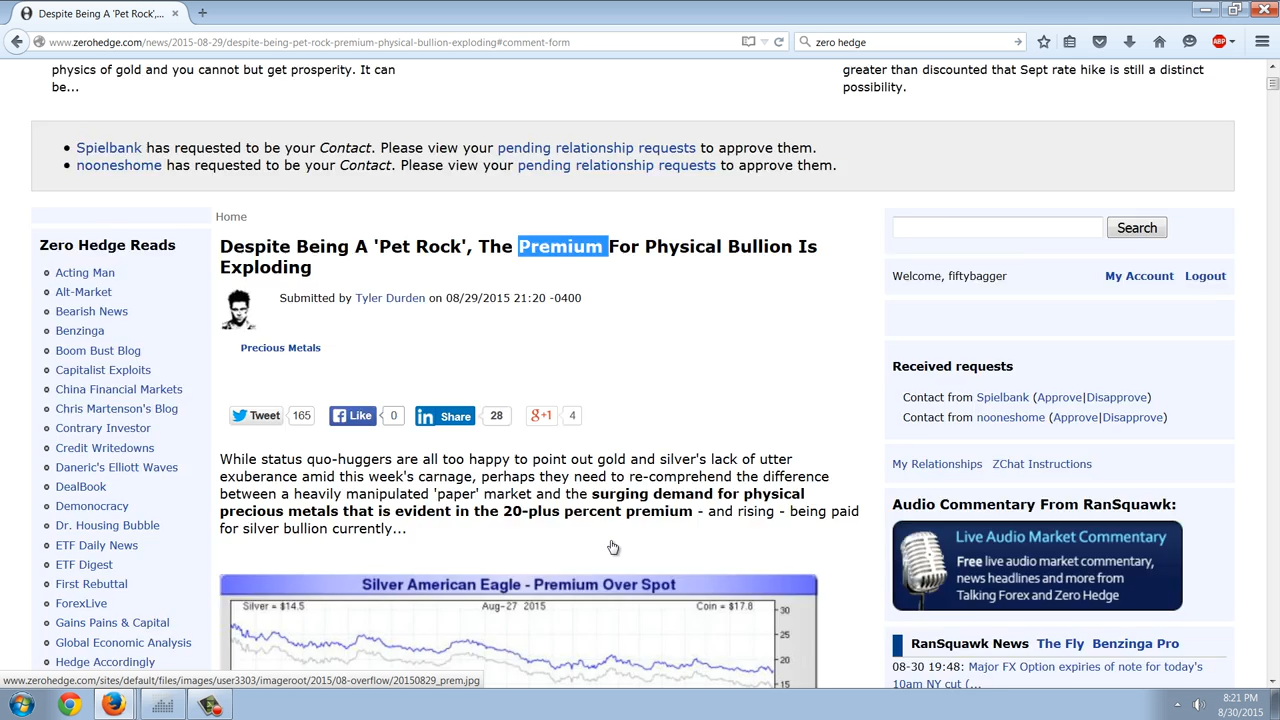 Despite Being A 'Pet Rock',...
www.zerohedge.com/news/2015-08-29/despite-being-pet-rock-premium-physical-bullion-exploding#comment-form
zero hedge
ABP
physics of gold and you cannot but get prosperity. It can
be...
greater than discounted that Sept rate hike is still a distinct
possibility.
Spielbank has requested to be your Contact. Please view your pending relationship requests to approve them.
nooneshome has requested to be your Contact. Please view your pending relationship requests to approve them.
Home
Zero Hedge Reads
Acting Man
Alt-Market
Bearish News
Benzinga
Boom Bust Blog
Capitalist Exploits
China Financial Markets
Chris Martenson's Blog
Contrary Investor
Credit Writedowns
Daneric's Elliott Waves
DealBook
Demonocracy
Dr. Housing Bubble
ETF Daily News
ETF Digest
First Rebuttal
ForexLive
Gains Pains & Capital
Global Economic Analysis
Hedge Accordingly
Despite Being A 'Pet Rock', The Premium For Physical Bullion Is
Exploding
Submitted by Tyler Durden on 08/29/2015 21:20 -0400
Precious Metals
Tweet 165 Like 0 in Share 28 g+1 4
While status quo-huggers are all too happy to point out gold and silver's lack of utter
exuberance amid this week's carnage, perhaps they need to re-comprehend the difference
between a heavily manipulated 'paper' market and the surging demand for physical
precious metals that is evident in the 20-plus percent premium - and rising - being paid
for silver bullion currently...
Silver American Eagle - Premium Over Spot
Silver = $14.5 Aug-27 2015 Coin = $17.8
30
25
20
15
Search
Welcome, fiftybagger My Account Logout
Received requests
Contact from Spielbank (Approve|Disapprove)
Contact from nooneshome (Approve|Disapprove)
My Relationships ZChat Instructions
Audio Commentary From RanSquawk:
Live Audio Market Commentary
Free live audio market commentary,
news headlines and more from
Talking Forex and Zero Hedge
RanSquawk News The Fly Benzinga Pro
08-30 19:48: Major FX Option expiries of note for today's
10am NY cut (...
www.zerohedge.com/sites/default/files/images/user3303/imageroot/2015/08-overflow/20150829_prem.jpg
8:21 PM
8/30/2015